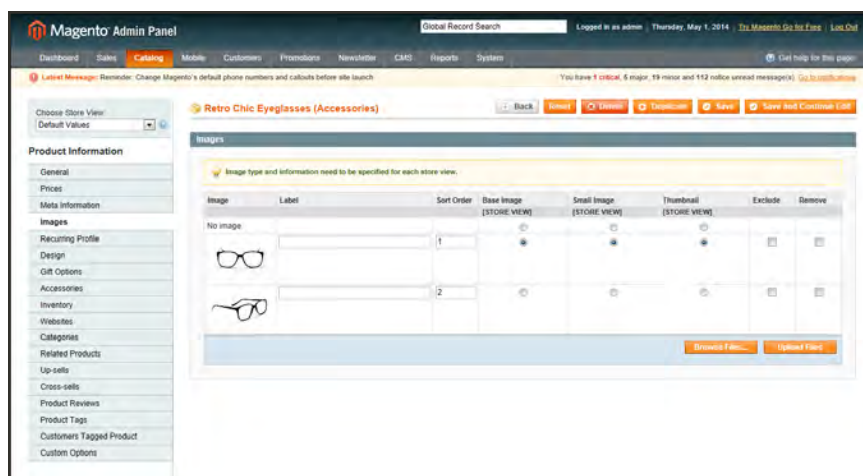 Magento Admin Panel
Global Record Search
Logged in as admin
Thursday, May 1, 2014
Try Magento Go for Free
Log Out
Dashboard Sales Catalog Mobile Customers Promotions Newsletter CMS Reports System
Get help for this page
Latest Message: Reminder: Change Magento's default phone numbers and callouts before site launch
You have 1 critical, 5 major, 19 minor and 112 notice unread message(s). Go to notifications
Choose Store View:
Default Values
Product Information
General
Prices
Meta Information
Images
Recurring Profile
Design
Gift Options
Accessories
Inventory
Websites
Categories
Related Products
Up-sells
Cross-sells
Product Reviews
Product Tags
Customers Tagged Product
Custom Options
Retro Chic Eyeglasses (Accessories)
Back Reset Delete Duplicate Save Save and Continue Edit
Images
Image type and information need to be specified for each store view.
Image Label Sort Order Base Image Small Image Thumbnail Exclude Remove
[STORE VIEW] [STORE VIEW] [STORE VIEW]
No image
1
2
Browse Files... Upload Files